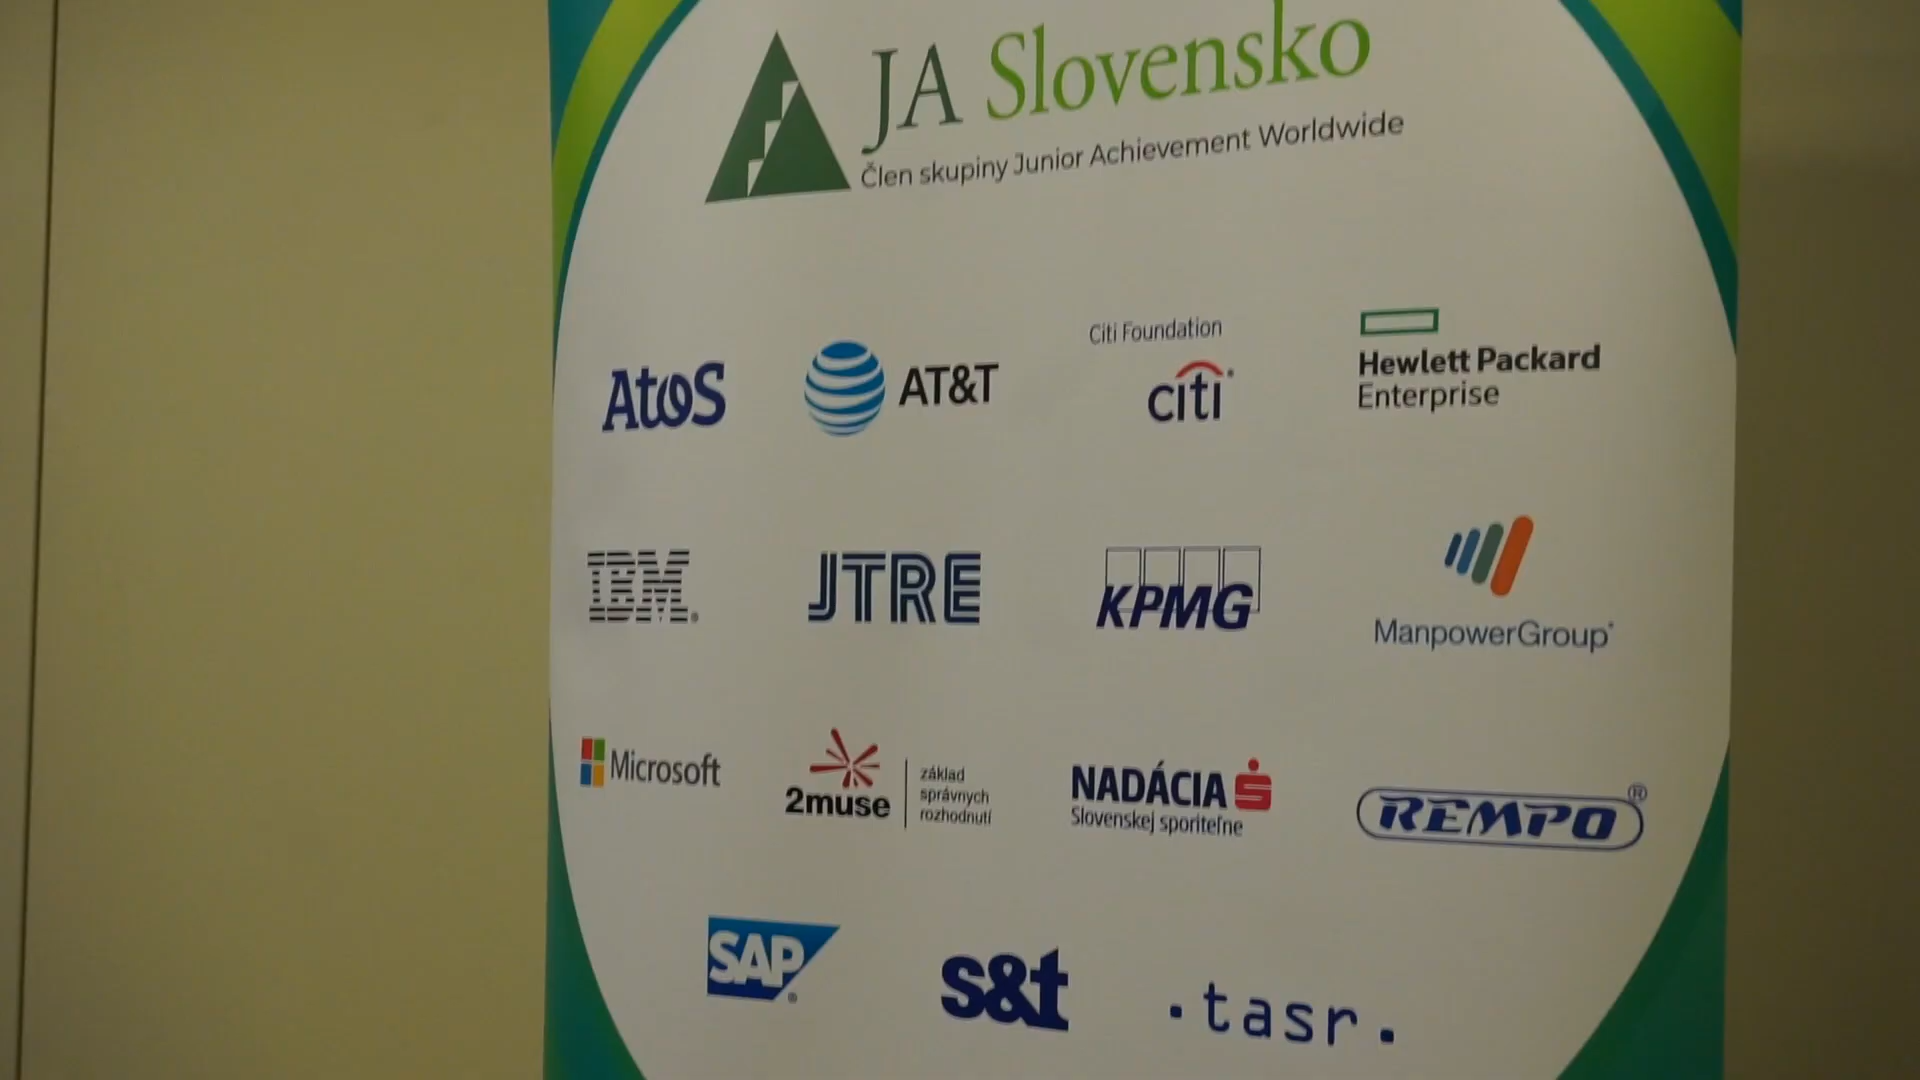 JA Slovensko
Člen skupiny Junior Achievement Worldwide
Atos
AT&T
Citi Foundation
citi
Hewlett Packard
Enterprise
IBM®
JTRE
KPMG
ManpowerGroup
Microsoft
2muse
základ
správnych
rozhodnutí
NADÁCIA
Slovenskej sporiteľne
REMPO®
SAP®
s&t
.tasr.